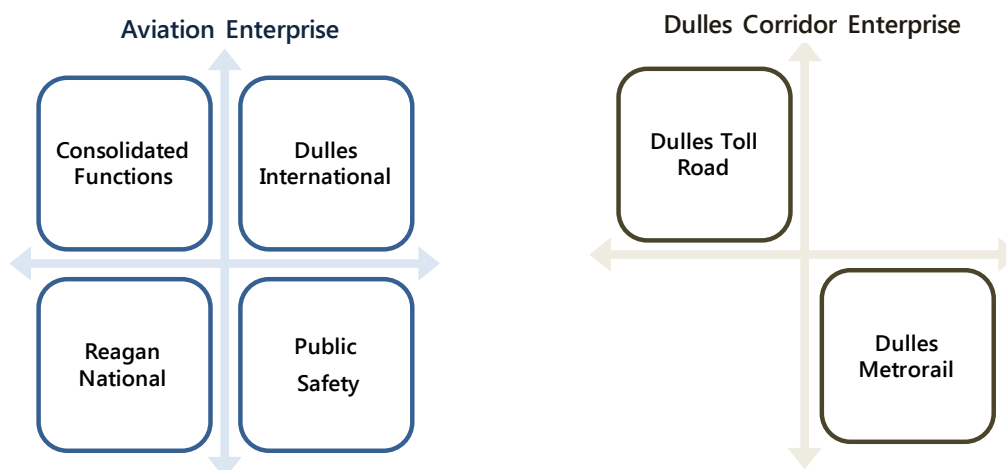 Aviation Enterprise
Consolidated
Functions
Dulles
International
Reagan
National
Public
Safety
Dulles Corridor Enterprise
Dulles Toll
Road
Dulles
Metrorail